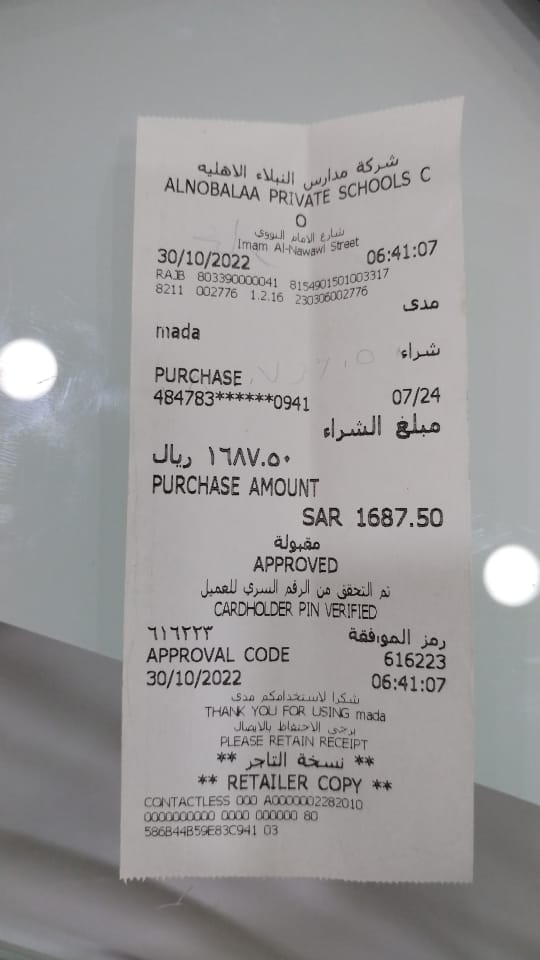 شركة مدارس النبلاء الاهليه
ALNOBALAA PRIVATE SCHOOLS C
O
شارع الامام النووي
Imam Al-Nawawi Street
30/10/2022 06:41:07
RAJB 803390000041 8154901501003317
8211 002776 1.2.16 230306002776
مدى
mada
شراء
PURCHASE
484783******0941 07/24
مبلغ الشراء
١٦٨٧.٥٠ ريال
PURCHASE AMOUNT
SAR 1687.50
مقبولة
APPROVED
تم التحقق من الرقم السري للعميل
CARDHOLDER PIN VERIFIED
رمز الموافقة ٦١٦٢٢٣
APPROVAL CODE 616223
30/10/2022 06:41:07
شكرا لاستخدامكم مدى
THANK YOU FOR USING mada
يرجى الاحتفاظ بالايصال
PLEASE RETAIN RECEIPT
** نسخة التاجر **
** RETAILER COPY **
CONTACTLESS 000 A0000002282010
0000000000 0000 000000 80
586B44B59E83C941 03